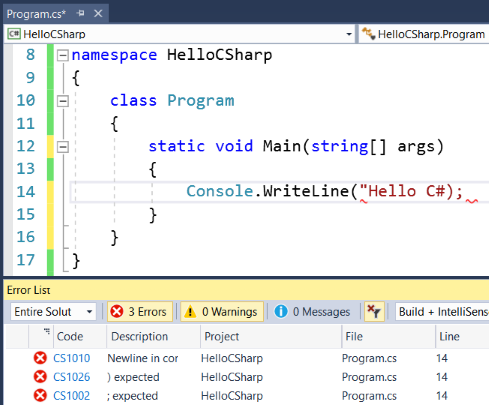 Program.cs*
C# HelloCSharp HelloCSharp.Program
8 namespace HelloCSharp
9 {
10 class Program
11 {
12 static void Main(string[] args)
13 {
14 Console.WriteLine("Hello C#);
15 }
16 }
17 }
Error List
Entire Solut 3 Errors 0 Warnings 0 Messages Build + IntelliSens
Code Description Project File Line
CS1010 Newline in cor HelloCSharp Program.cs 14
CS1026 ) expected HelloCSharp Program.cs 14
CS1002 ; expected HelloCSharp Program.cs 14